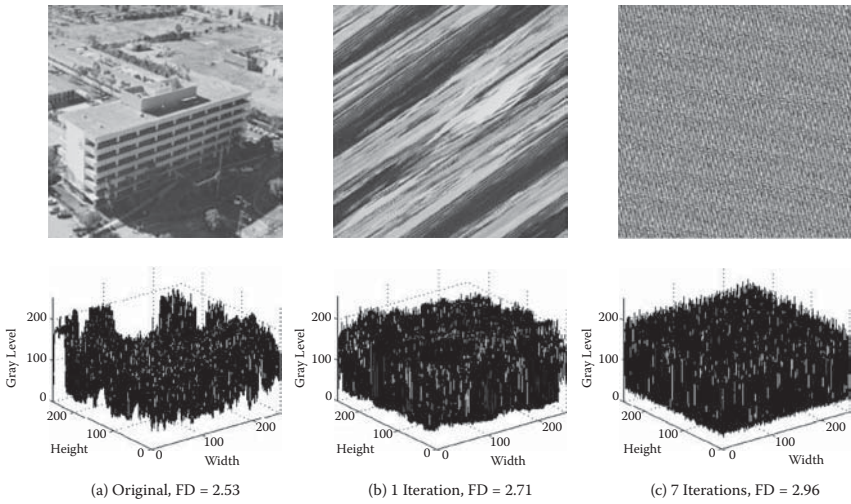 200
100
0
Gray Level
200
100
0
Height
0
100
200
Width
(a) Original, FD = 2.53
200
100
0
Gray Level
200
100
0
Height
0
100
200
Width
(b) 1 Iteration, FD = 2.71
200
100
0
Gray Level
200
100
0
Height
0
100
200
Width
(c) 7 Iterations, FD = 2.96